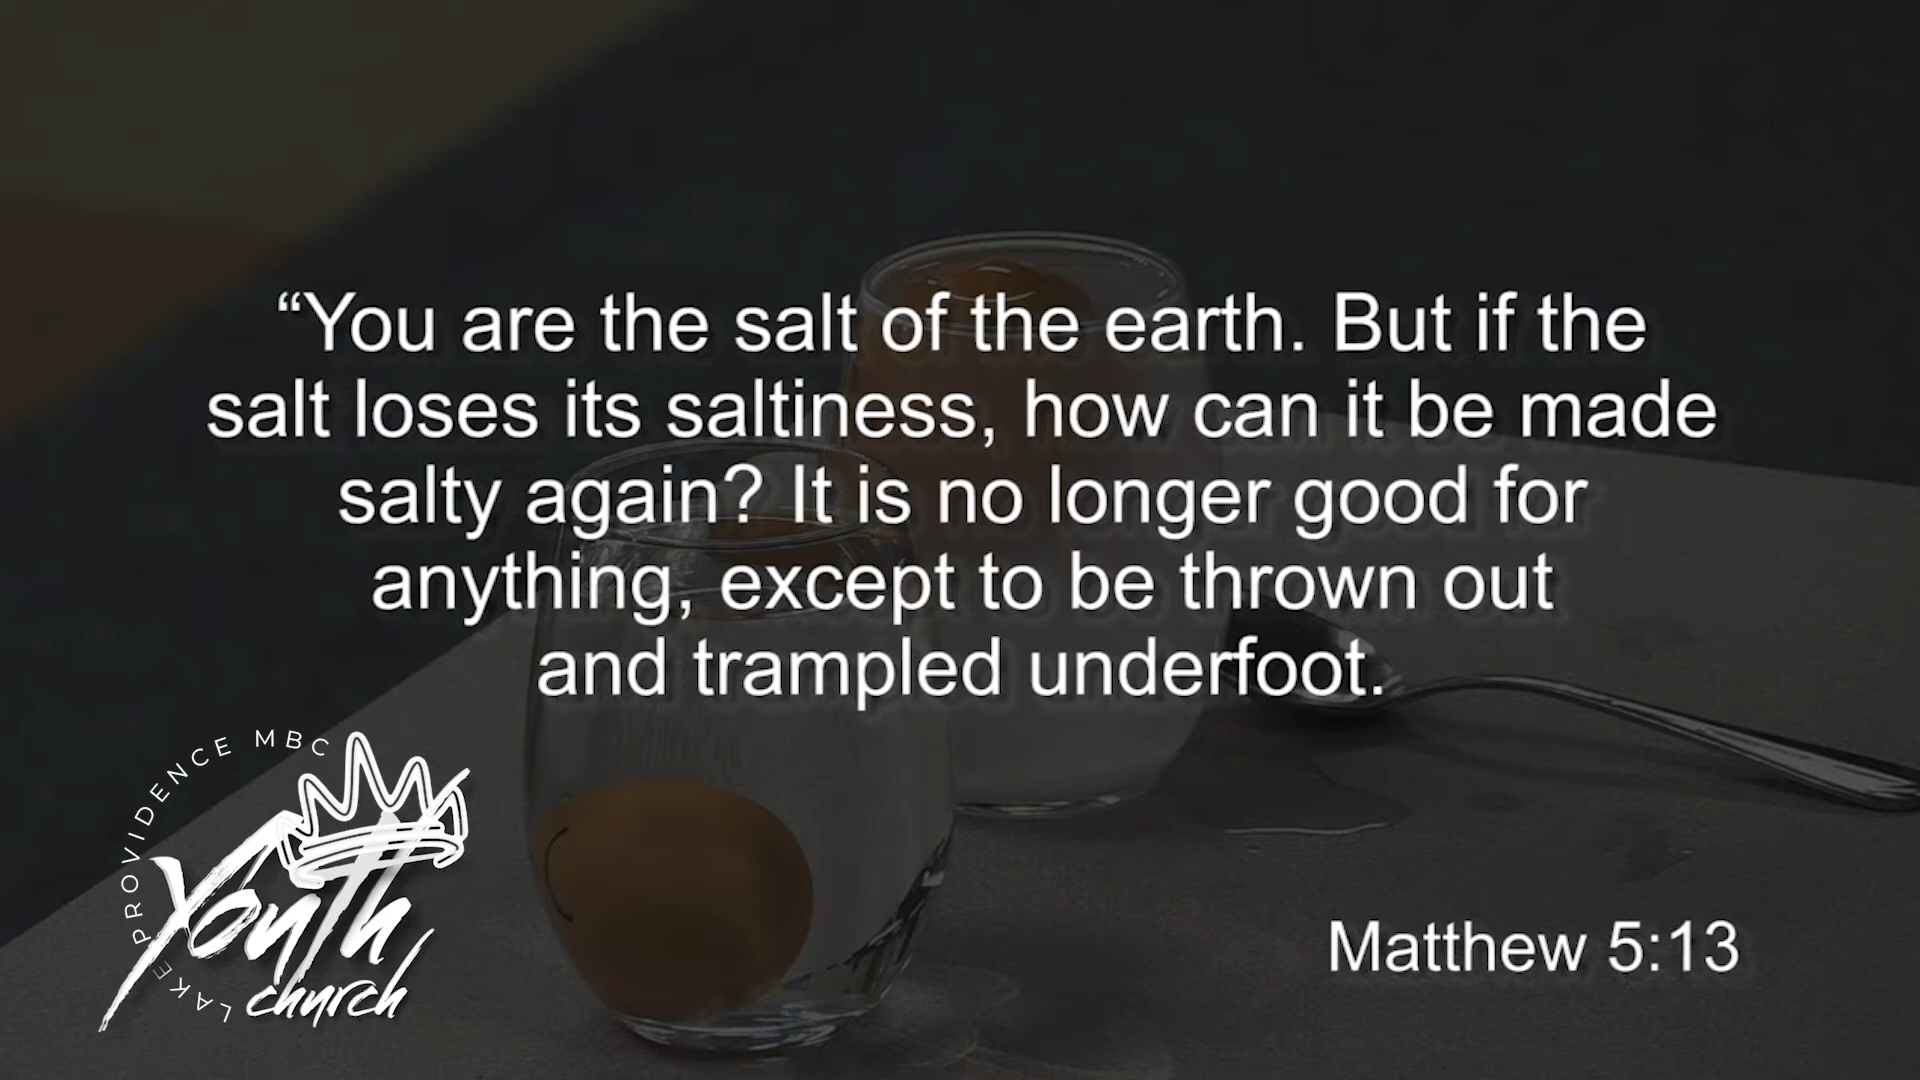 “You are the salt of the earth. But if the
salt loses its saltiness, how can it be made
salty again? It is no longer good for
anything, except to be thrown out
and trampled underfoot.
LAKE PROVIDENCE MBC
Youth
church
Matthew 5:13